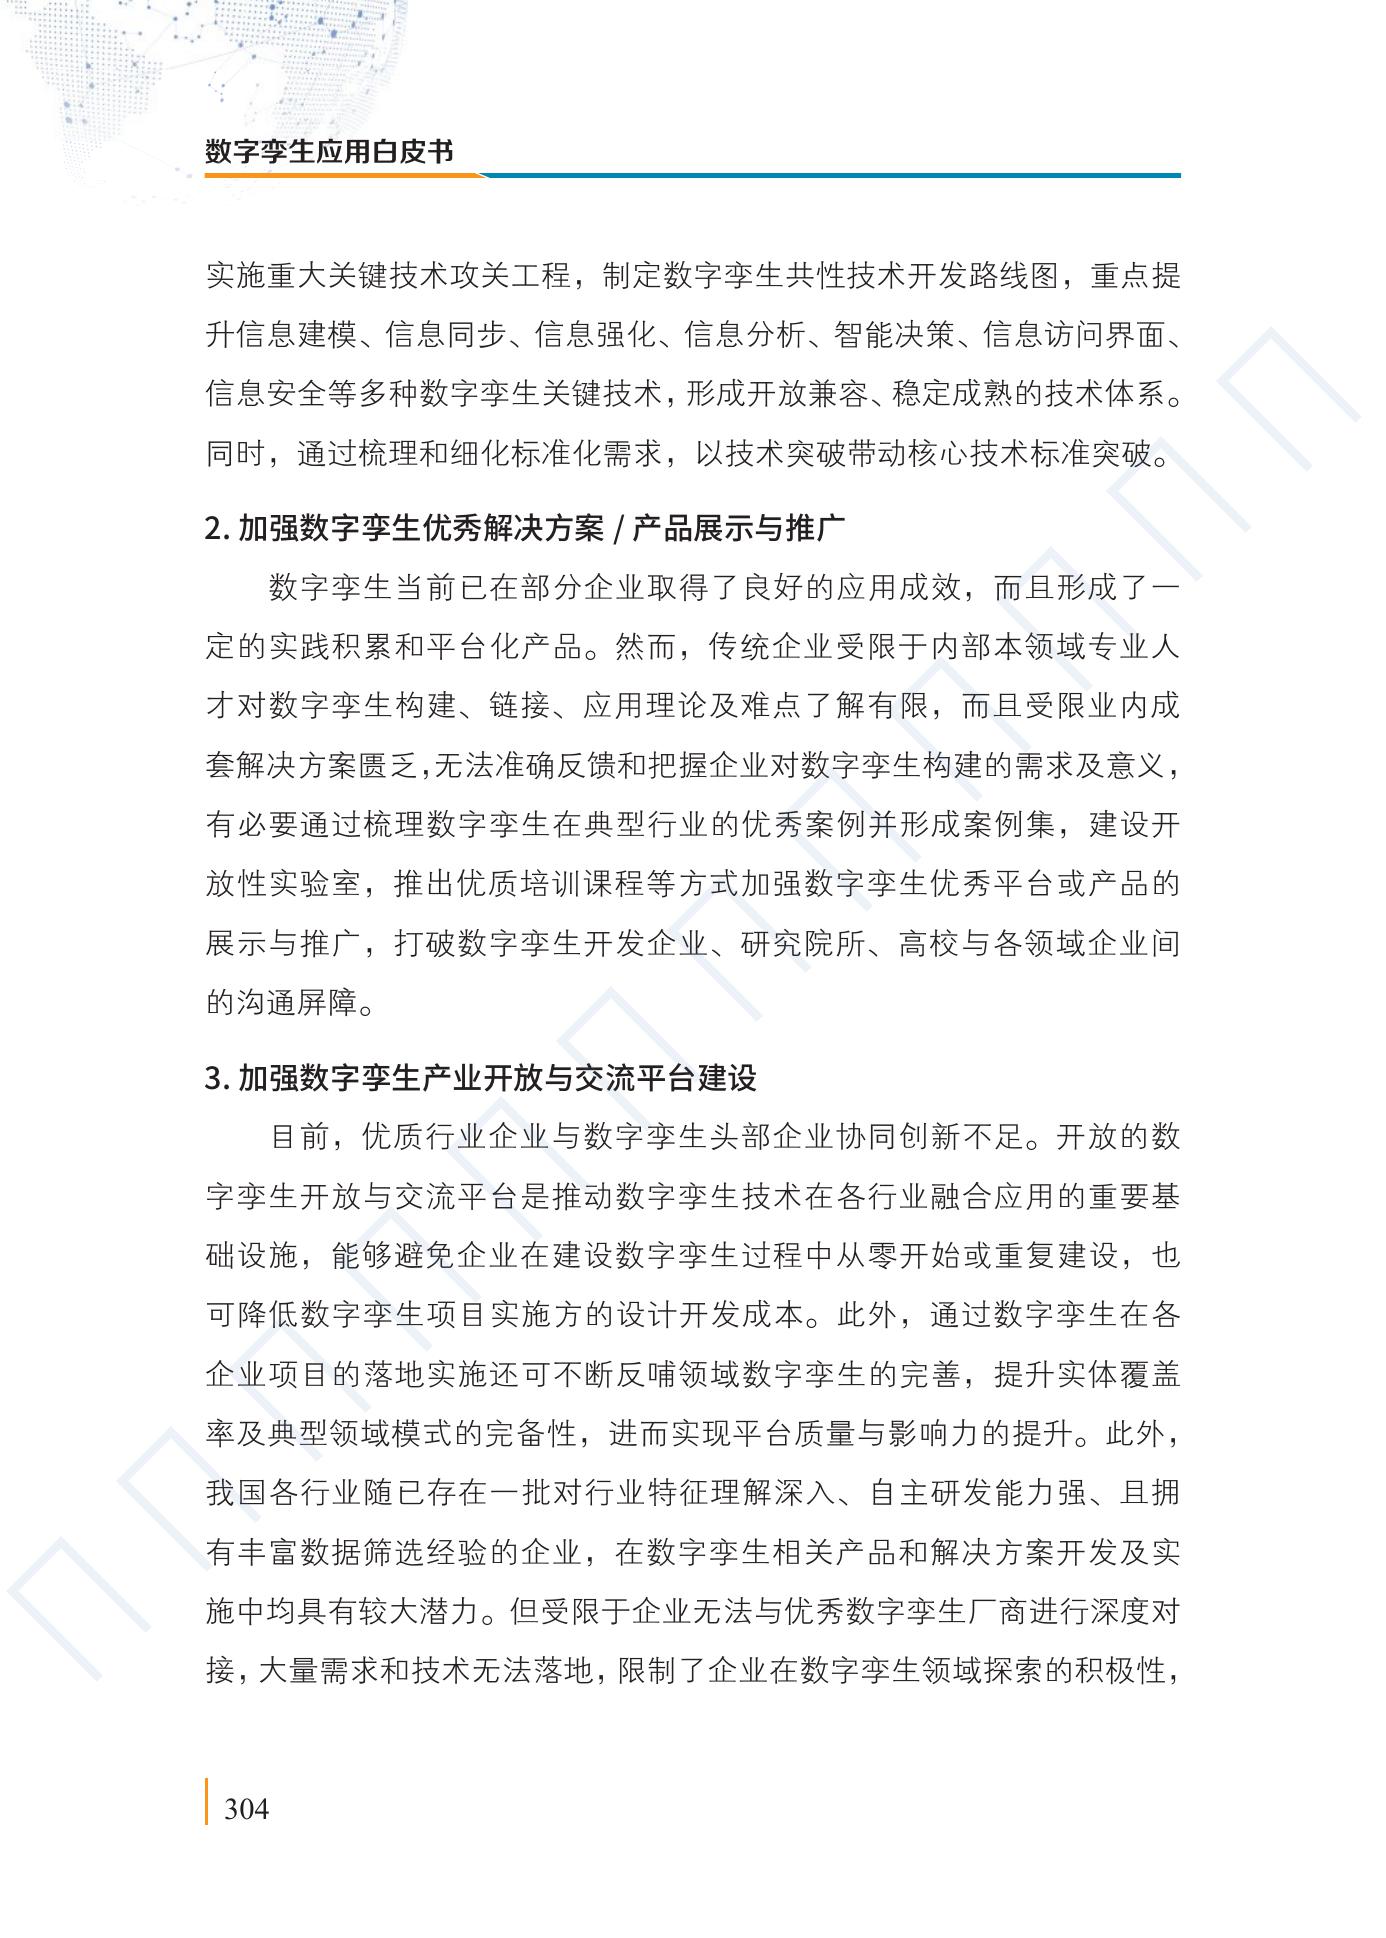 数字孪生应用白皮书
实施重大关键技术攻关工程，制定数字孪生共性技术开发路线图，重点提
升信息建模、信息同步、信息强化、信息分析、智能决策、信息访问界面、
信息安全等多种数字孪生关键技术，形成开放兼容、稳定成熟的技术体系。
同时，通过梳理和细化标准化需求，以技术突破带动核心技术标准突破。
2. 加强数字孪生优秀解决方案 / 产品展示与推广
数字孪生当前已在部分企业取得了良好的应用成效，而且形成了一
定的实践积累和平台化产品。然而，传统企业受限于内部本领域专业人
才对数字孪生构建、链接、应用理论及难点了解有限，而且受限业内成
套解决方案匮乏，无法准确反馈和把握企业对数字孪生构建的需求及意义，
有必要通过梳理数字孪生在典型行业的优秀案例并形成案例集，建设开
放性实验室，推出优质培训课程等方式加强数字孪生优秀平台或产品的
展示与推广，打破数字孪生开发企业、研究院所、高校与各领域企业间
的沟通屏障。
3. 加强数字孪生产业开放与交流平台建设
目前，优质行业企业与数字孪生头部企业协同创新不足。开放的数
字孪生开放与交流平台是推动数字孪生技术在各行业融合应用的重要基
础设施，能够避免企业在建设数字孪生过程中从零开始或重复建设，也
可降低数字孪生项目实施方的设计开发成本。此外，通过数字孪生在各
企业项目的落地实施还可不断反哺领域数字孪生的完善，提升实体覆盖
率及典型领域模式的完备性，进而实现平台质量与影响力的提升。此外，
我国各行业随已存在一批对行业特征理解深入、自主研发能力强、且拥
有丰富数据筛选经验的企业，在数字孪生相关产品和解决方案开发及实
施中均具有较大潜力。但受限于企业无法与优秀数字孪生厂商进行深度对
接，大量需求和技术无法落地，限制了企业在数字孪生领域探索的积极性，
304